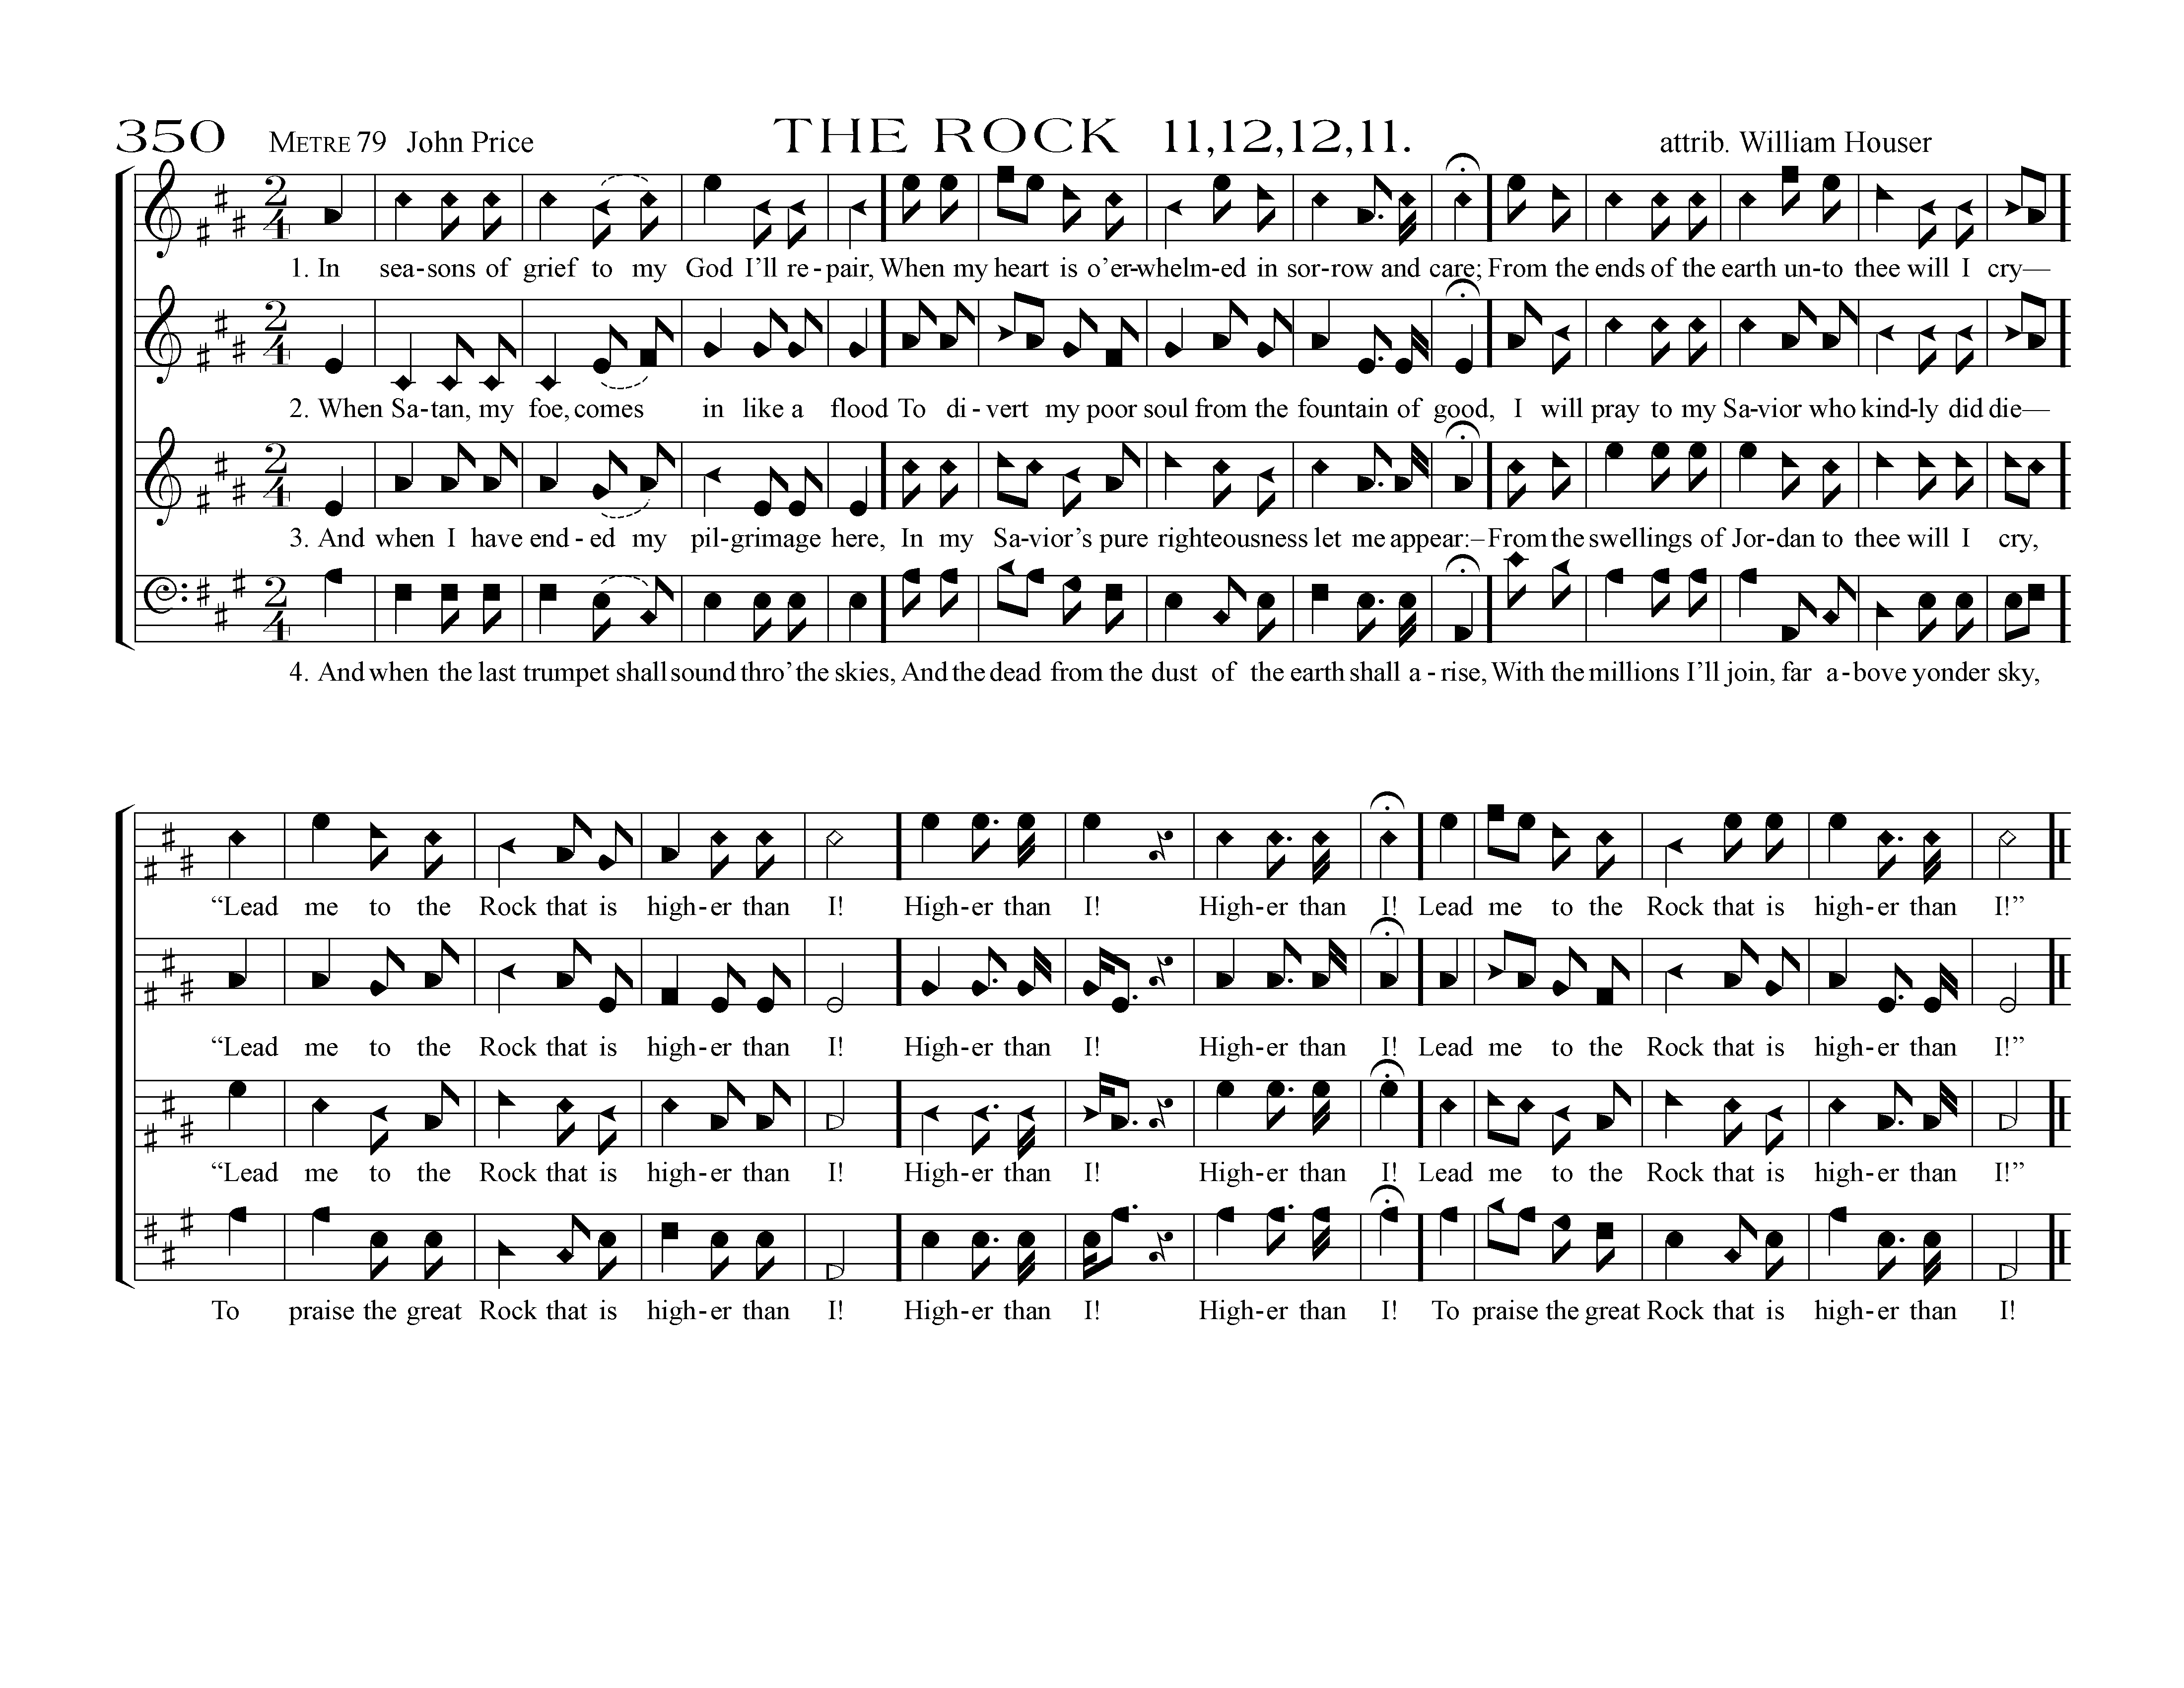 350 METRE 79 John Price THE ROCK 11,12,12,11. attrib. William Houser
2/4
1. In sea-sons of grief to my God I’ll re-pair, When my heart is o’er-whelm-ed in sor-row and care; From the ends of the earth un-to thee will I cry—
2/4
2. When Sa-tan, my foe, comes in like a flood To di-vert my poor soul from the fountain of good, I will pray to my Sa-vior who kind-ly did die—
2/4
3. And when I have end-ed my pil-grimage here, In my Sa-vior’s pure righteousness let me appear:– From the swellings of Jor-dan to thee will I cry,
2/4
4. And when the last trumpet shall sound thro’ the skies, And the dead from the dust of the earth shall a-rise, With the millions I’ll join, far a-bove yonder sky,
“Lead me to the Rock that is high-er than I! High-er than I! High-er than I! Lead me to the Rock that is high-er than I!”
“Lead me to the Rock that is high-er than I! High-er than I! High-er than I! Lead me to the Rock that is high-er than I!”
“Lead me to the Rock that is high-er than I! High-er than I! High-er than I! Lead me to the Rock that is high-er than I!”
To praise the great Rock that is high-er than I! High-er than I! High-er than I! To praise the great Rock that is high-er than I!